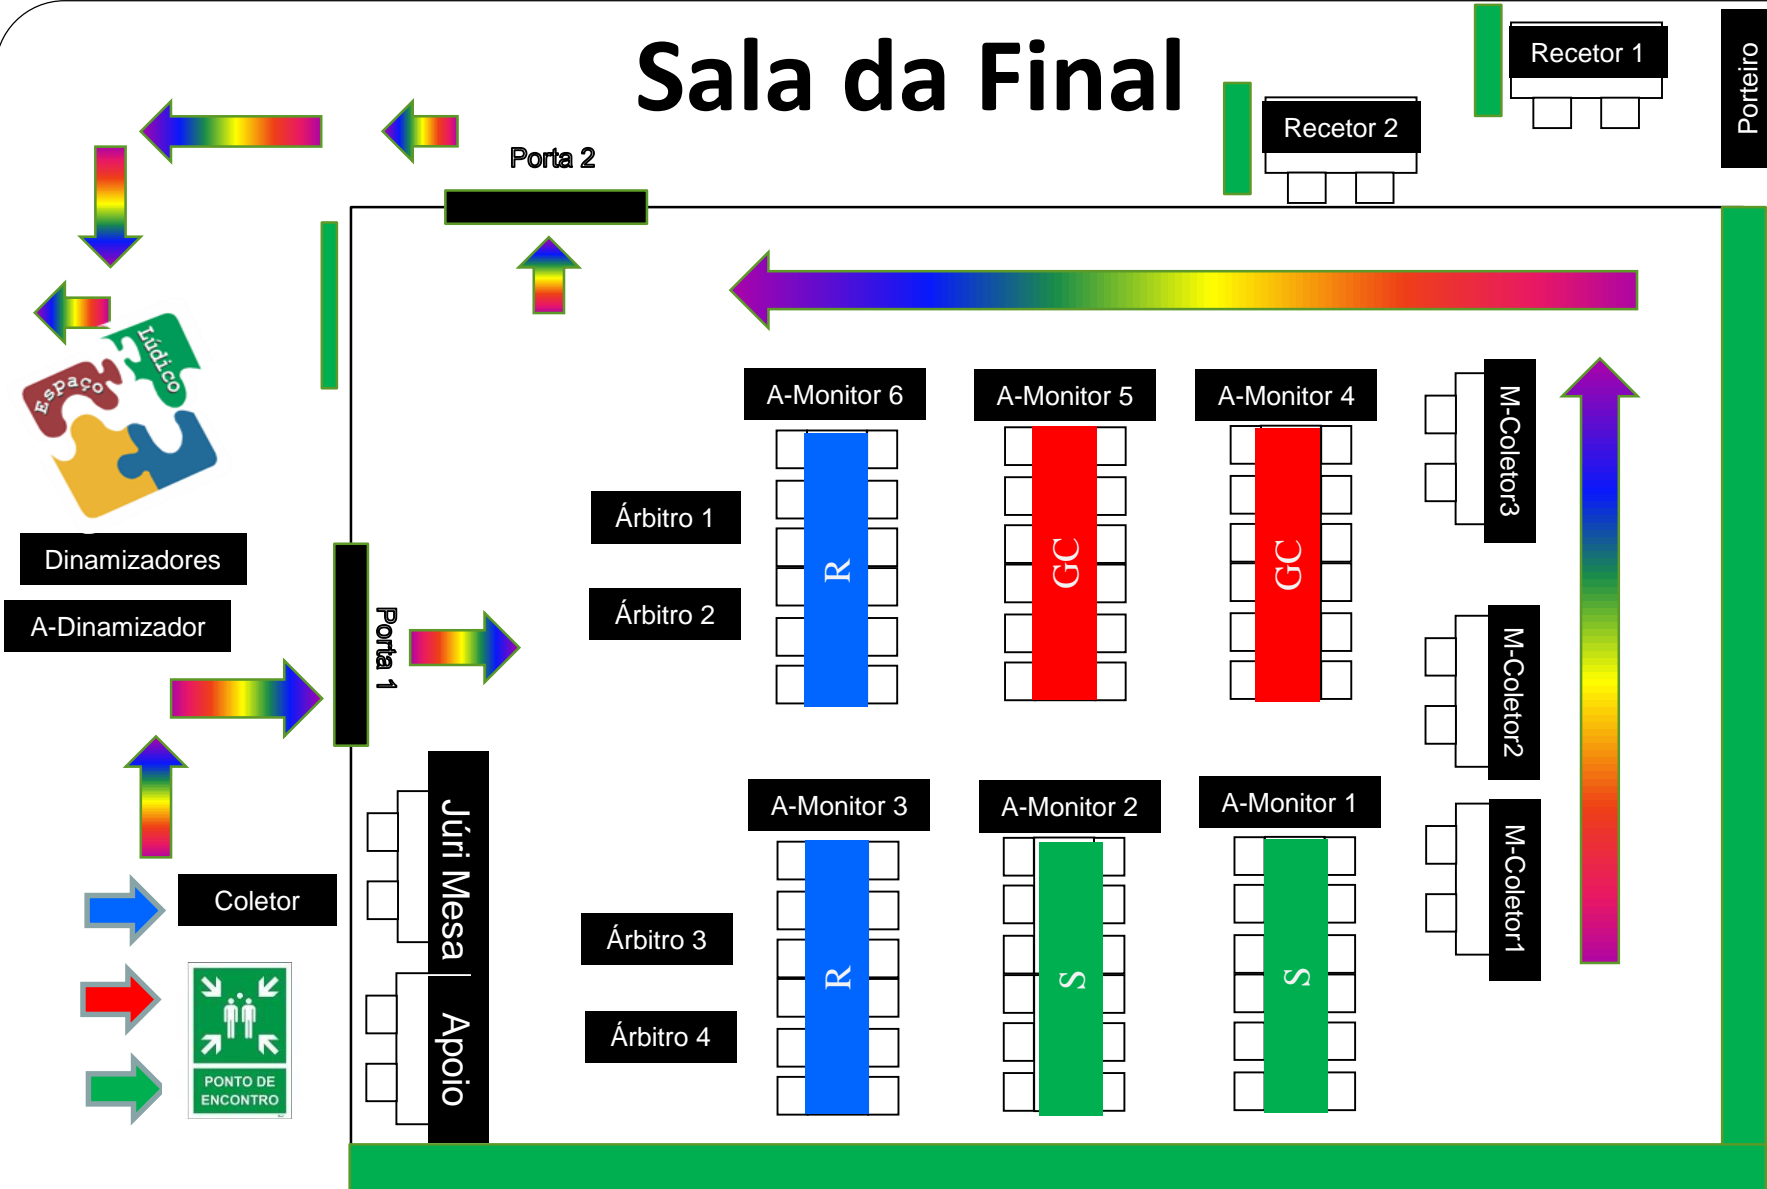 Sala da Final
Recetor 1
Porteiro
Recetor 2
Porta 2
Espaço
Lúdico
A-Monitor 6
A-Monitor 5
A-Monitor 4
M-Coletor3
Árbitro 1
R
GC
GC
Dinamizadores
Árbitro 2
A-Dinamizador
Porta 1
M-Coletor2
Júri Mesa
A-Monitor 3
A-Monitor 2
A-Monitor 1
M-Coletor1
Coletor
Árbitro 3
R
S
S
Apoio
Árbitro 4
PONTO DE
ENCONTRO